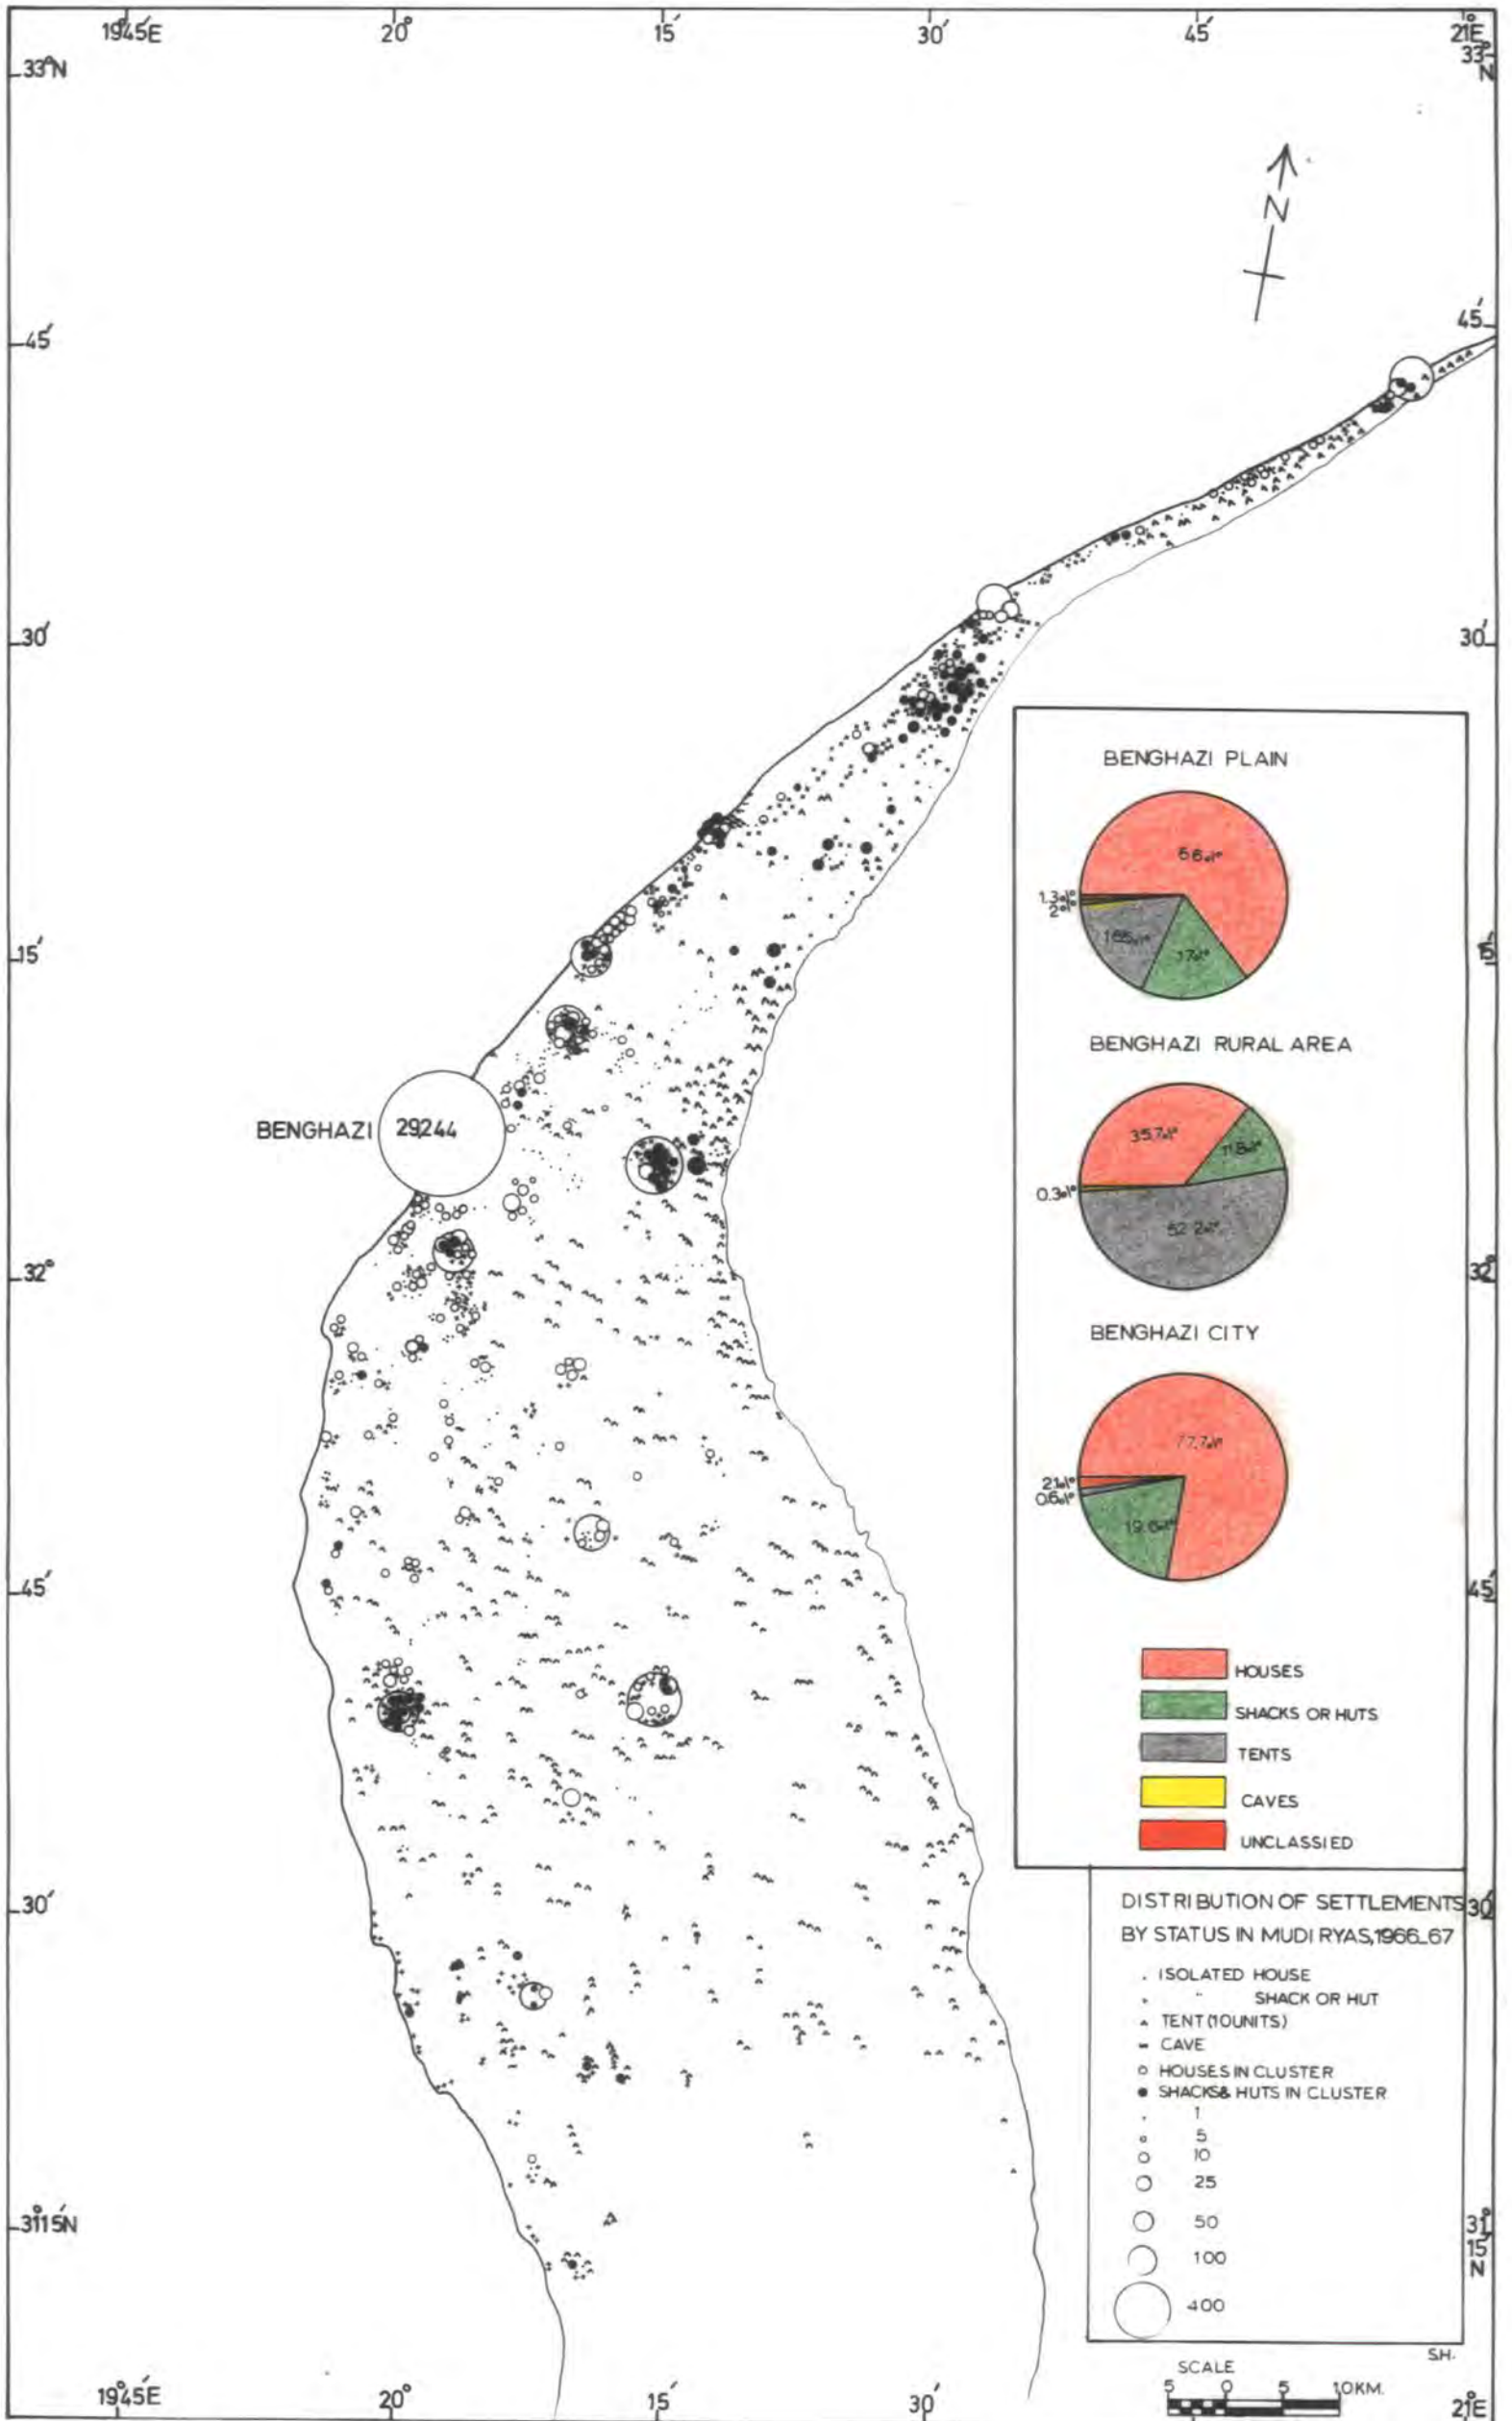 19°45'E 20° 15' 30' 45' 21°E
33°N 33° N
N
45' 45'
30' 30'
BENGHAZI PLAIN
1.3%
2%
17%
15' 15'
BENGHAZI RURAL AREA
BENGHAZI 29,244
35.7%
11.8%
0.3%
52.2%
32° 32°
BENGHAZI CITY
77.7%
2.1%
0.6%
19.6%
45' 45'
HOUSES
SHACKS OR HUTS
TENTS
CAVES
UNCLASSIED
30' 30'
DISTRIBUTION OF SETTLEMENTS
BY STATUS IN MUDIRYAS, 1966_67
ISOLATED HOUSE
" SHACK OR HUT
TENT (10UNITS)
CAVE
HOUSES IN CLUSTER
SHACKS& HUTS IN CLUSTER
1
5
10
25
50
100
400
31°15'N 31° 15' N
S.H.
SCALE
5 0 5 10KM.
19°45'E 20° 15' 30' 21°E